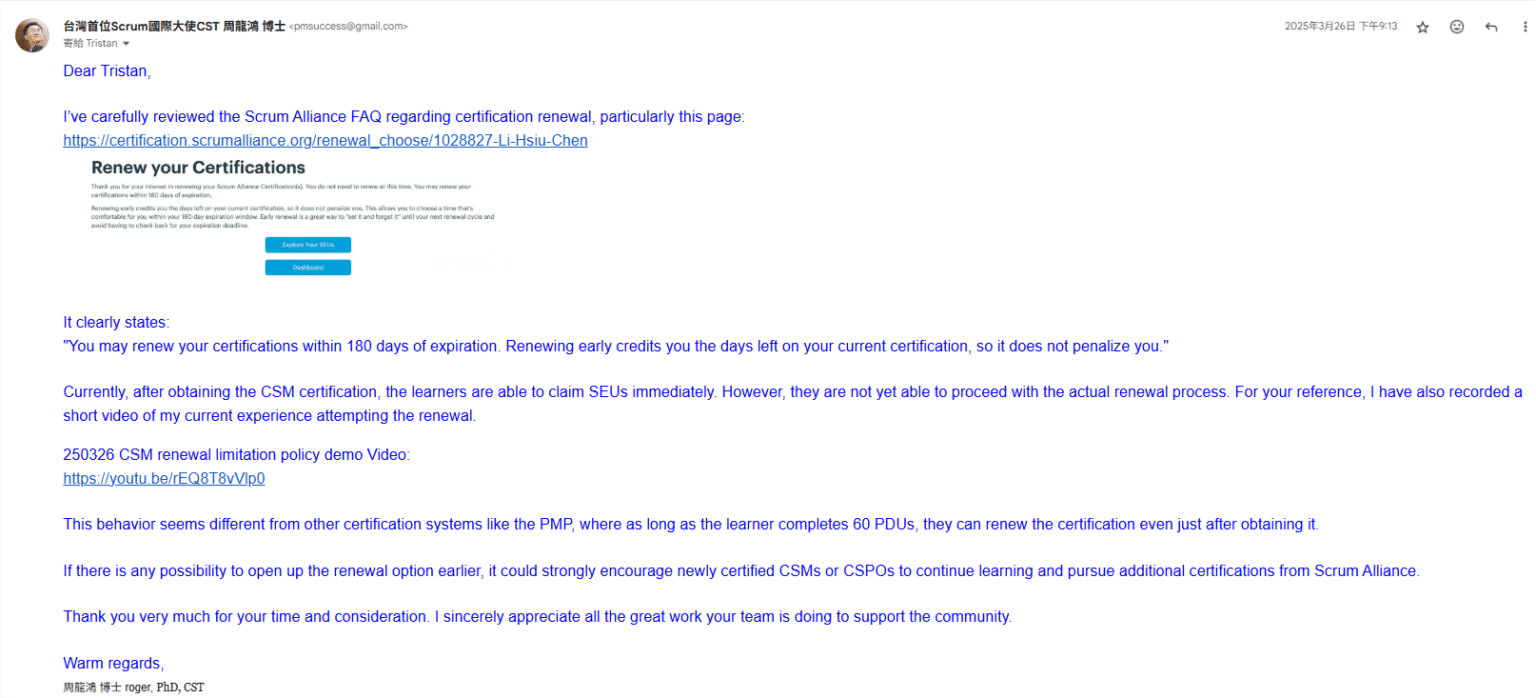 台灣首位Scrum國際大使CST 周龍鴻 博士 <pmsuccess@gmail.com>
2025年3月26日 下午9:13
寄給 Tristan
Dear Tristan,
I've carefully reviewed the Scrum Alliance FAQ regarding certification renewal, particularly this page:
https://certification.scrumalliance.org/renewal_choose/1028827-Li-Hsiu-Chen
Renew your Certifications
Thank you for your interest in renewing your Scrum Alliance Certification(s). You do not need to renew at this time. You may renew your
certifications within 180 days of expiration.
Renewing early credits you the days left on your current certification, so it does not penalize you. This allows you to choose a time that's
comfortable for you within your 180-day expiration window. Early renewal is a great way to "set it and forget it" until your next renewal cycle and
avoid having to check back for your expiration deadline.
Explore Your SEUs
Dashboard
It clearly states:
"You may renew your certifications within 180 days of expiration. Renewing early credits you the days left on your current certification, so it does not penalize you."
Currently, after obtaining the CSM certification, the learners are able to claim SEUs immediately. However, they are not yet able to proceed with the actual renewal process. For your reference, I have also recorded a
short video of my current experience attempting the renewal.
250326 CSM renewal limitation policy demo Video:
https://youtu.be/rEQ8T8vVlp0
This behavior seems different from other certification systems like the PMP, where as long as the learner completes 60 PDUs, they can renew the certification even just after obtaining it.
If there is any possibility to open up the renewal option earlier, it could strongly encourage newly certified CSMs or CSPOs to continue learning and pursue additional certifications from Scrum Alliance.
Thank you very much for your time and consideration. I sincerely appreciate all the great work your team is doing to support the community.
Warm regards,
周龍鴻 博士 roger, PhD, CST